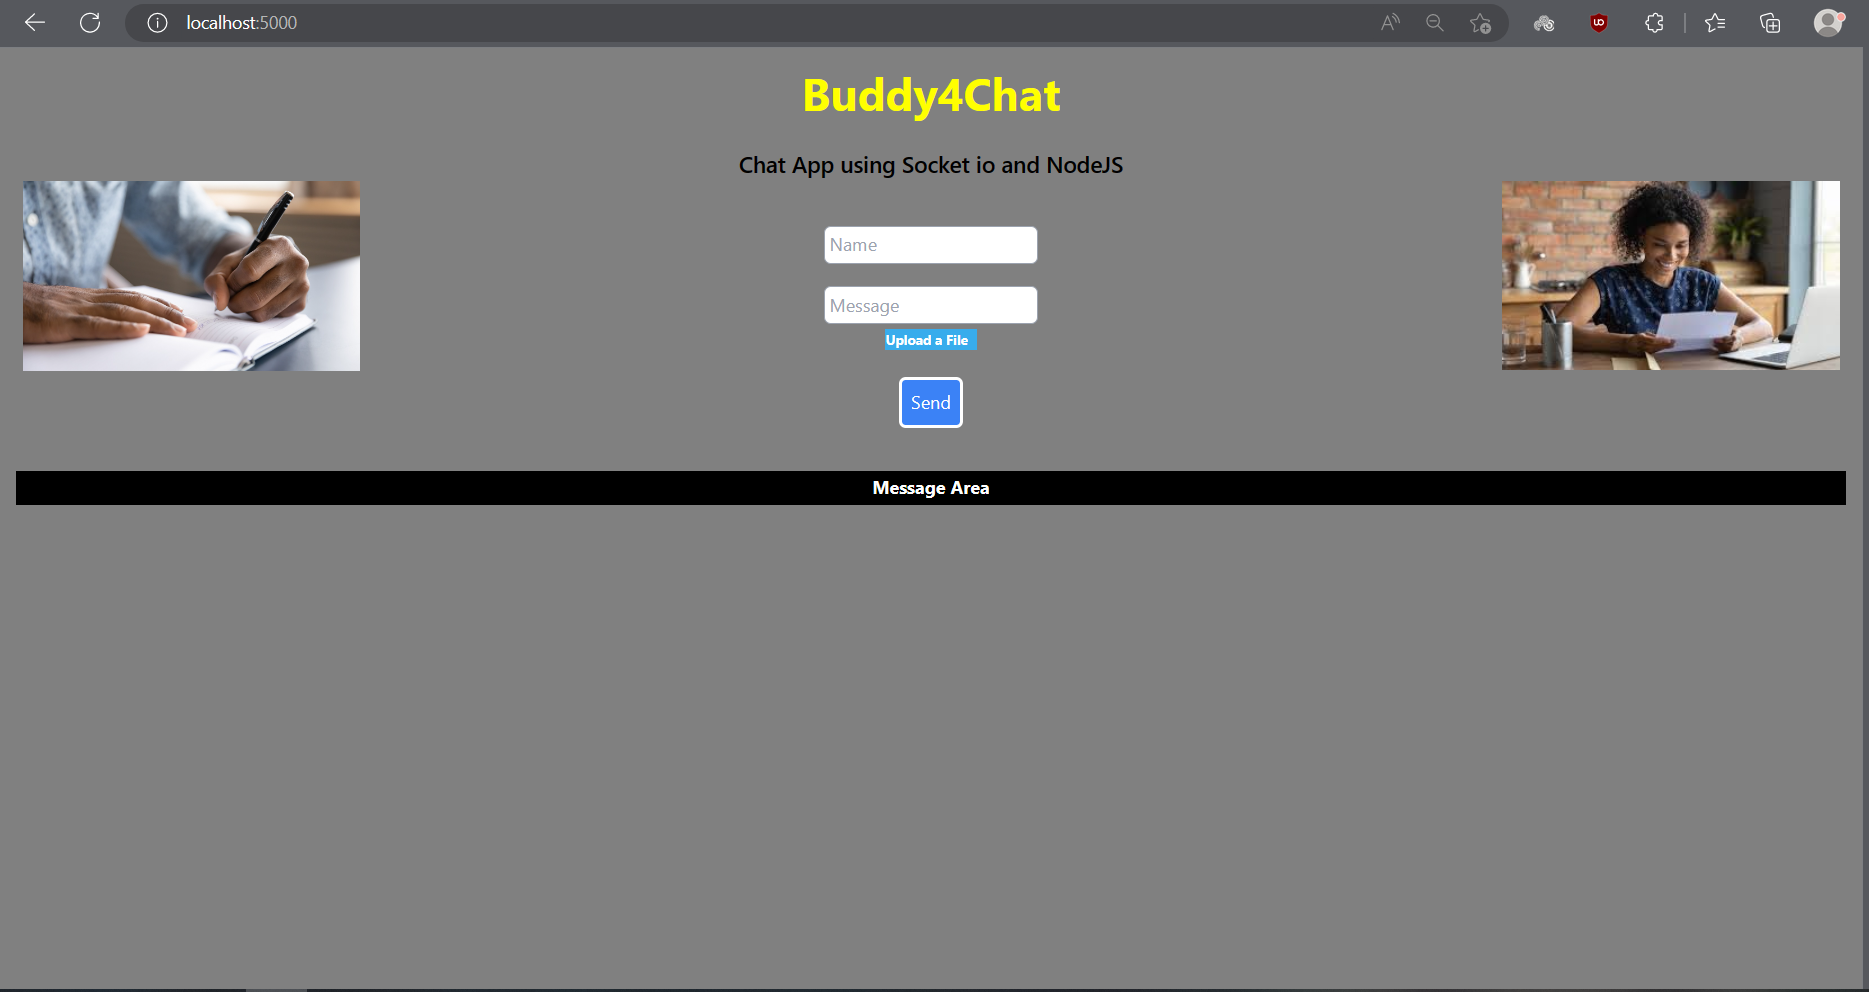 localhost:5000
Buddy4Chat
Chat App using Socket io and NodeJS
Name
Message
Upload a File
Send
Message Area